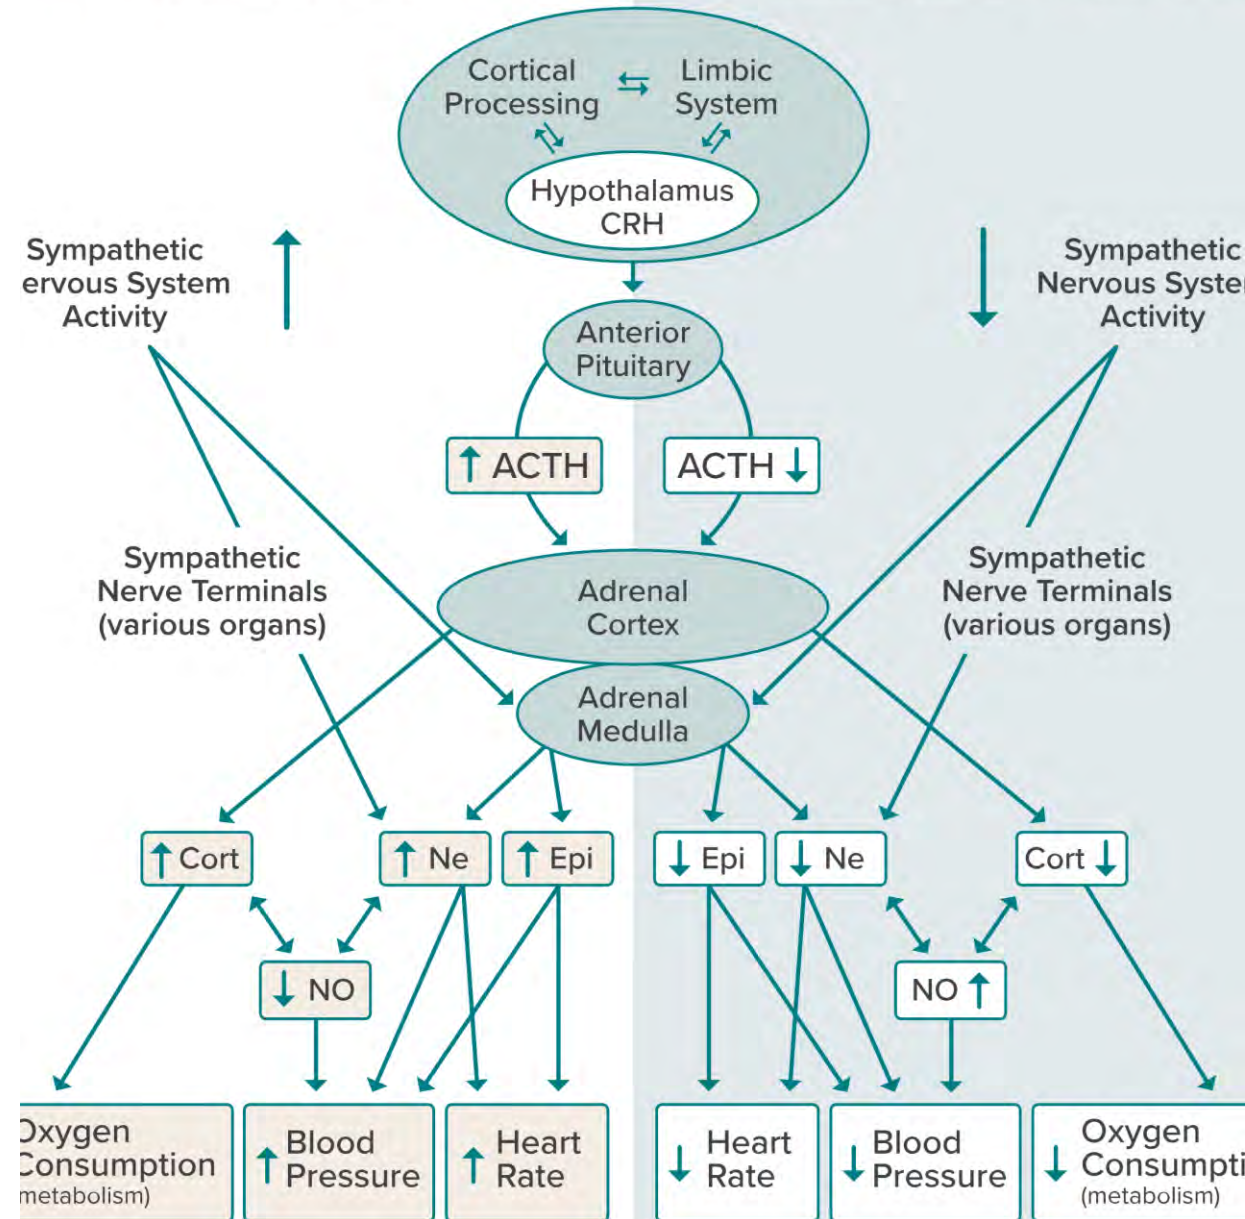 Cortical
Processing
Limbic
System
Hypothalamus
CRH
Sympathetic
ervous System
Activity
Sympathetic
Nervous System
Activity
Anterior
Pituitary
ACTH
ACTH
Sympathetic
Nerve Terminals
(various organs)
Adrenal
Cortex
Sympathetic
Nerve Terminals
(various organs)
Adrenal
Medulla
Cort
Ne
Epi
Epi
Ne
Cort
NO
NO
Oxygen
Consumption
(metabolism)
Blood
Pressure
Heart
Rate
Heart
Rate
Blood
Pressure
Oxygen
Consumpti
(metabolism)